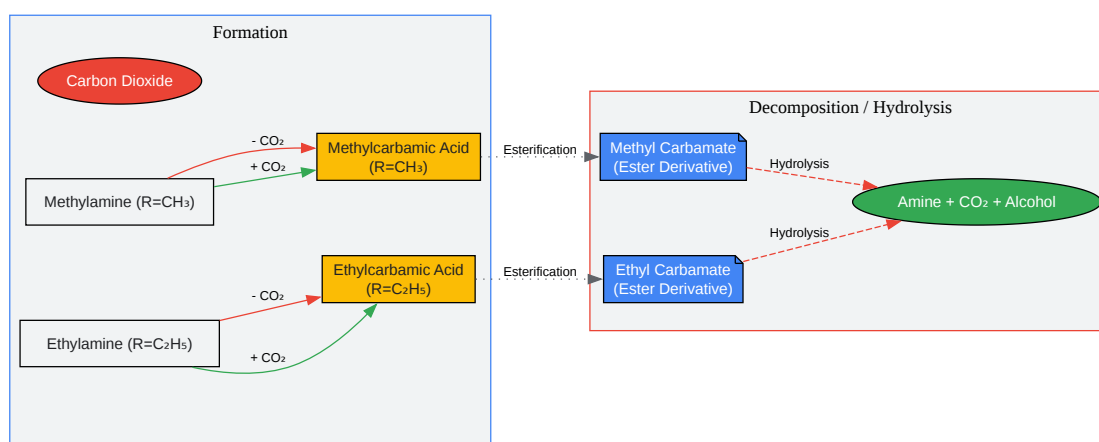 Formation
Carbon Dioxide
- CO₂
+ CO₂
Methylamine (R=CH₃)
Methylcarbamic Acid
(R=CH₃)
Esterification
- CO₂
+ CO₂
Ethylamine (R=C₂H₅)
Ethylcarbamic Acid
(R=C₂H₅)
Esterification
Decomposition / Hydrolysis
Methyl Carbamate
(Ester Derivative)
Hydrolysis
Ethyl Carbamate
(Ester Derivative)
Hydrolysis
Amine + CO₂ + Alcohol